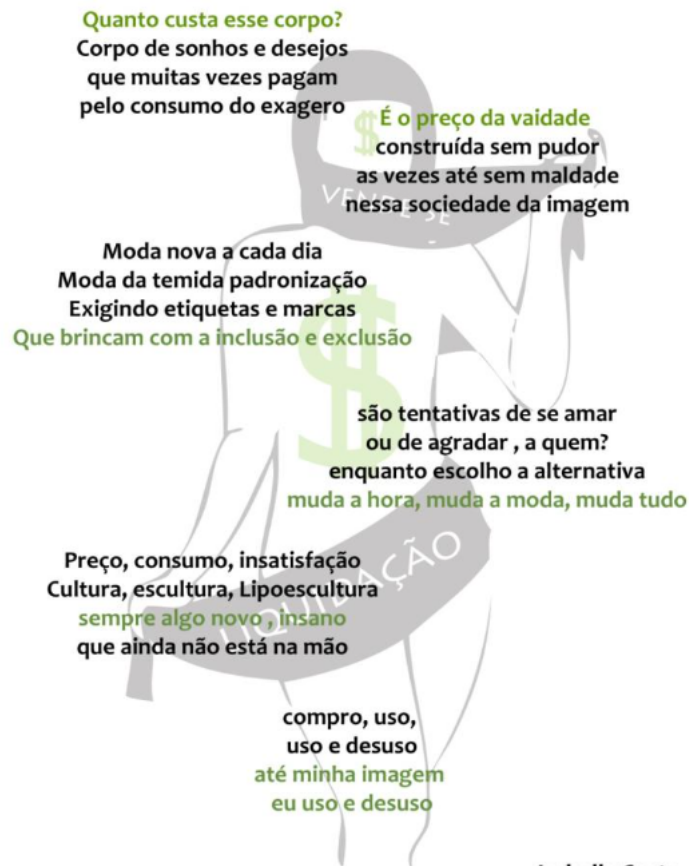 Quanto custa esse corpo?
Corpo de sonhos e desejos
que muitas vezes pagam
pelo consumo do exagero
$
É o preço da vaidade
construída sem pudor
as vezes até sem maldade
nessa sociedade da imagem
VENDE SE
Moda nova a cada dia
Moda da temida padronização
Exigindo etiquetas e marcas
Que brincam com a inclusão e exclusão
$
são tentativas de se amar
ou de agradar , a quem?
enquanto escolho a alternativa
muda a hora, muda a moda, muda tudo
Preço, consumo, insatisfação
Cultura, escultura, Lipoescultura
sempre algo novo , insano
que ainda não está na mão
LIQUIDAÇÃO
compro, uso,
uso e desuso
até minha imagem
eu uso e desuso